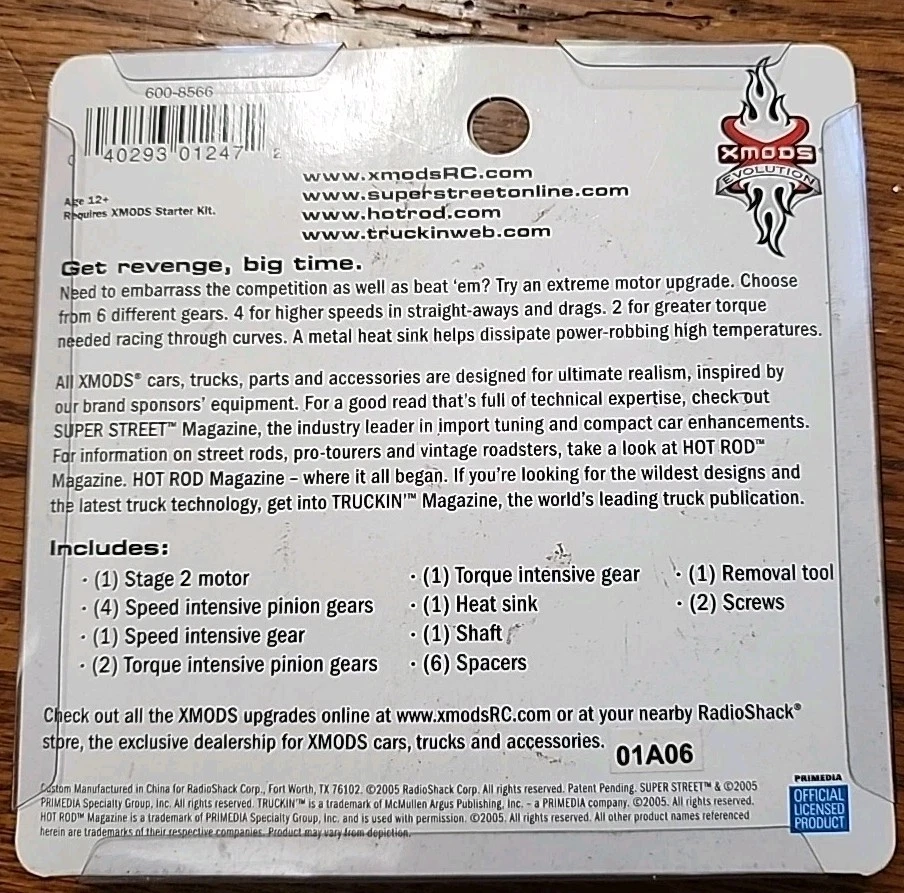 600-8566
40293 01247 2
Age 12+
Requires XMODS Starter Kit.
www.xmodsRC.com
www.superstreetonline.com
www.hotrod.com
www.truckinweb.com
XMODS
EVOLUTION
Get revenge, big time.
Need to embarrass the competition as well as beat ‘em? Try an extreme motor upgrade. Choose
from 6 different gears. 4 for higher speeds in straight-aways and drags. 2 for greater torque
needed racing through curves. A metal heat sink helps dissipate power-robbing high temperatures.
All XMODS® cars, trucks, parts and accessories are designed for ultimate realism, inspired by
our brand sponsors’ equipment. For a good read that’s full of technical expertise, check out
SUPER STREET™ Magazine, the industry leader in import tuning and compact car enhancements.
For information on street rods, pro-tourers and vintage roadsters, take a look at HOT ROD™
Magazine. HOT ROD Magazine – where it all began. If you’re looking for the wildest designs and
the latest truck technology, get into TRUCKIN’™ Magazine, the world’s leading truck publication.
Includes:
· (1) Stage 2 motor
· (4) Speed intensive pinion gears
· (1) Speed intensive gear
· (2) Torque intensive pinion gears
· (1) Torque intensive gear
· (1) Heat sink
· (1) Shaft
· (6) Spacers
· (1) Removal tool
· (2) Screws
Check out all the XMODS upgrades online at www.xmodsRC.com or at your nearby RadioShack®
store, the exclusive dealership for XMODS cars, trucks and accessories.
01A06
Custom Manufactured in China for RadioShack Corp., Fort Worth, TX 76102. ©2005 RadioShack Corp. All rights reserved. Patent Pending. SUPER STREET™ & ©2005
PRIMEDIA Specialty Group, Inc. All rights reserved. TRUCKIN’™ is a trademark of McMullen Argus Publishing, Inc. – a PRIMEDIA company. ©2005. All rights reserved.
HOT ROD™ Magazine is a trademark of PRIMEDIA Specialty Group, Inc. and is used with permission. ©2005. All rights reserved. All other product names referenced
herein are trademarks of their respective companies. Product may vary from depiction.
PRIMEDIA
OFFICIAL
LICENSED
PRODUCT